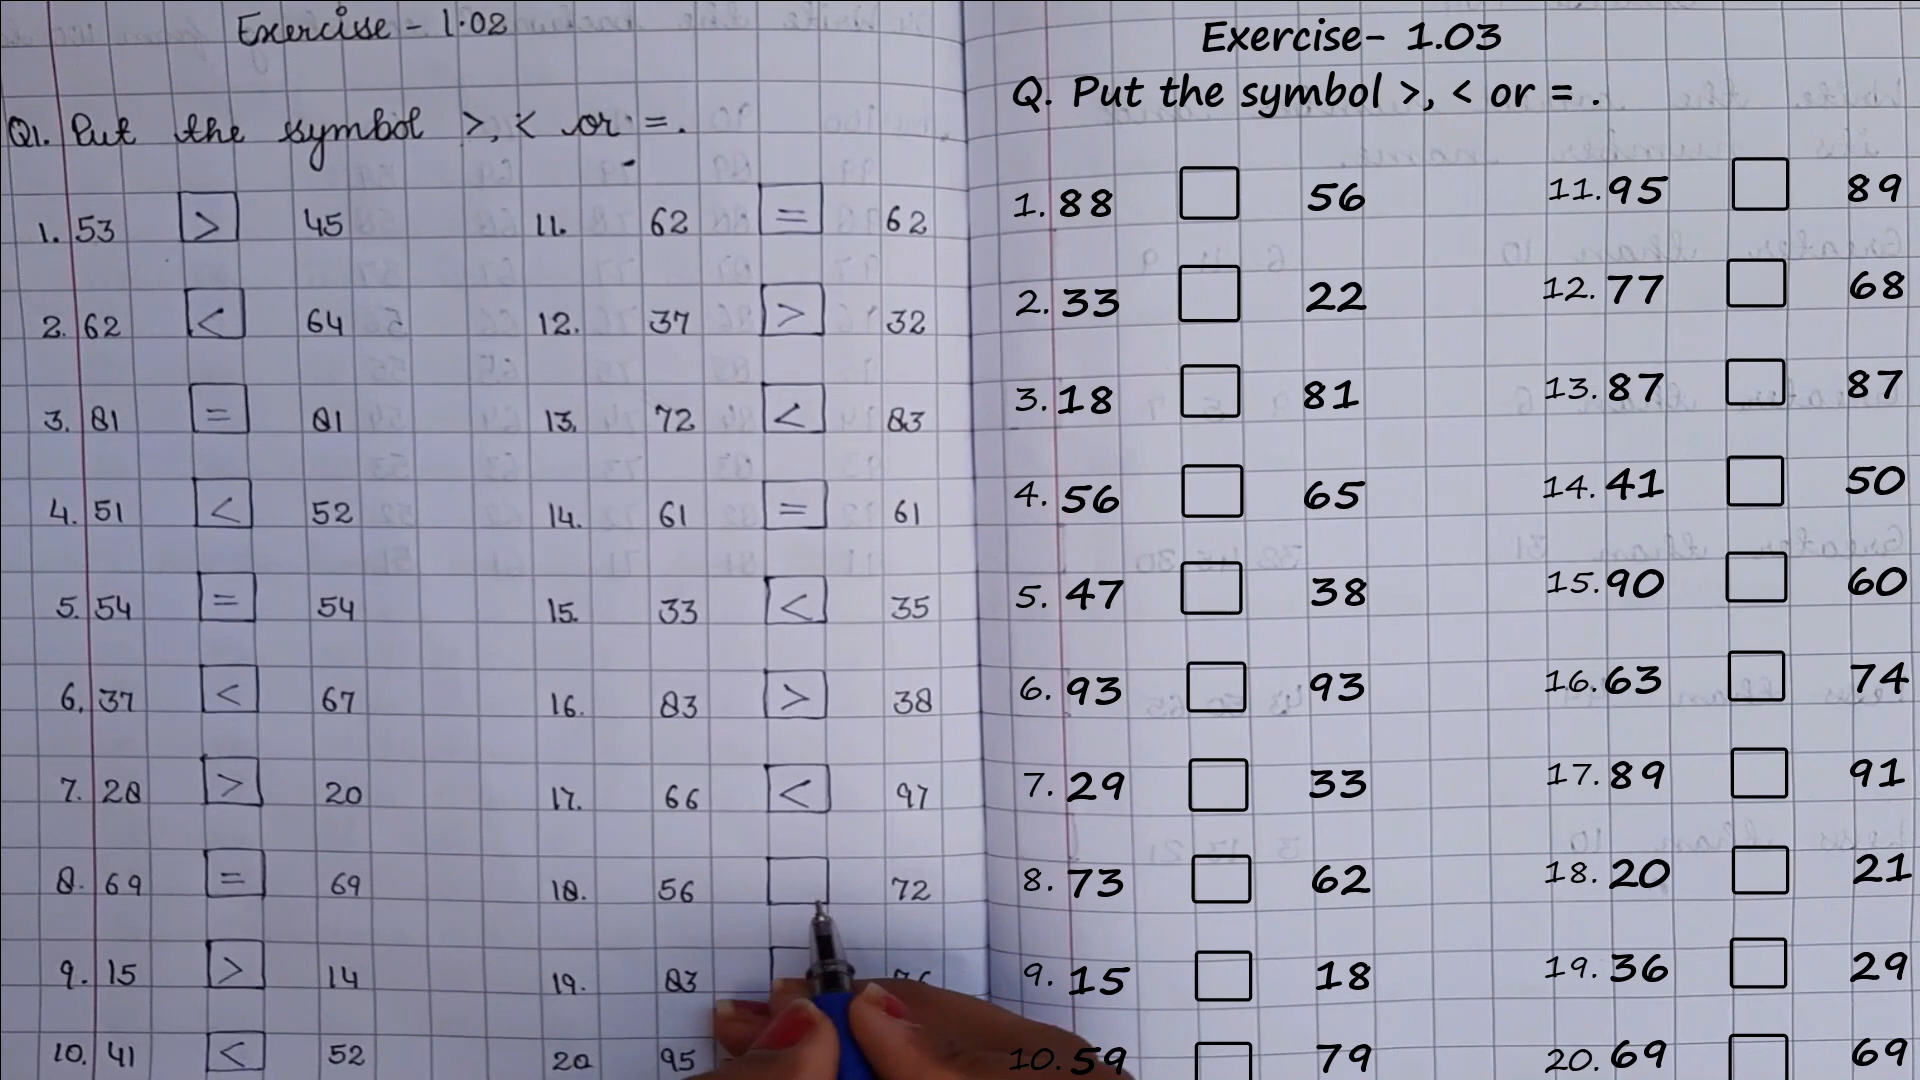 Exercise - 1.02
Q1. Put the symbol >, < or =.
1. 53 > 45 11. 62 = 62
2. 62 < 64 12. 37 > 32
3. 81 = 81 13. 72 < 83
4. 51 < 52 14. 61 = 61
5. 54 = 54 15. 33 < 35
6. 37 < 67 16. 83 > 38
7. 28 > 20 17. 66 < 97
8. 69 = 69 18. 56 72
9. 15 > 14 19. 83
10. 41 < 52 20 95
Exercise- 1.03
Q. Put the symbol >, < or = .
1. 88 56 11. 95 89
2. 33 22 12. 77 68
3. 18 81 13. 87 87
4. 56 65 14. 41 50
5. 47 38 15. 90 60
6. 93 93 16. 63 74
7. 29 33 17. 89 91
8. 73 62 18. 20 21
9. 15 18 19. 36 29
10. 59 79 20. 69 69